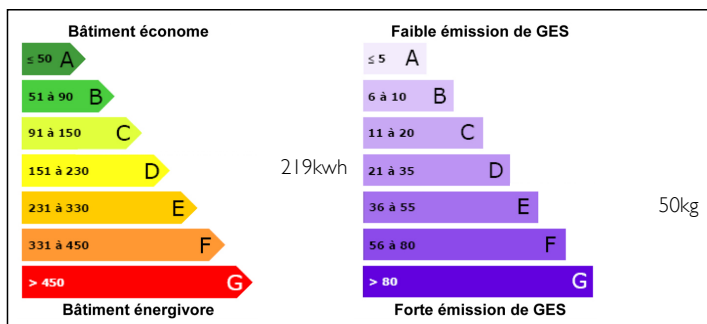 Bâtiment économe
≤ 50 A
51 à 90 B
91 à 150 C
151 à 230 D
219kwh
231 à 330 E
331 à 450 F
> 450 G
Bâtiment énergivore
Faible émission de GES
≤ 5 A
6 à 10 B
11 à 20 C
21 à 35 D
36 à 55 E
50kg
56 à 80 F
> 80 G
Forte émission de GES